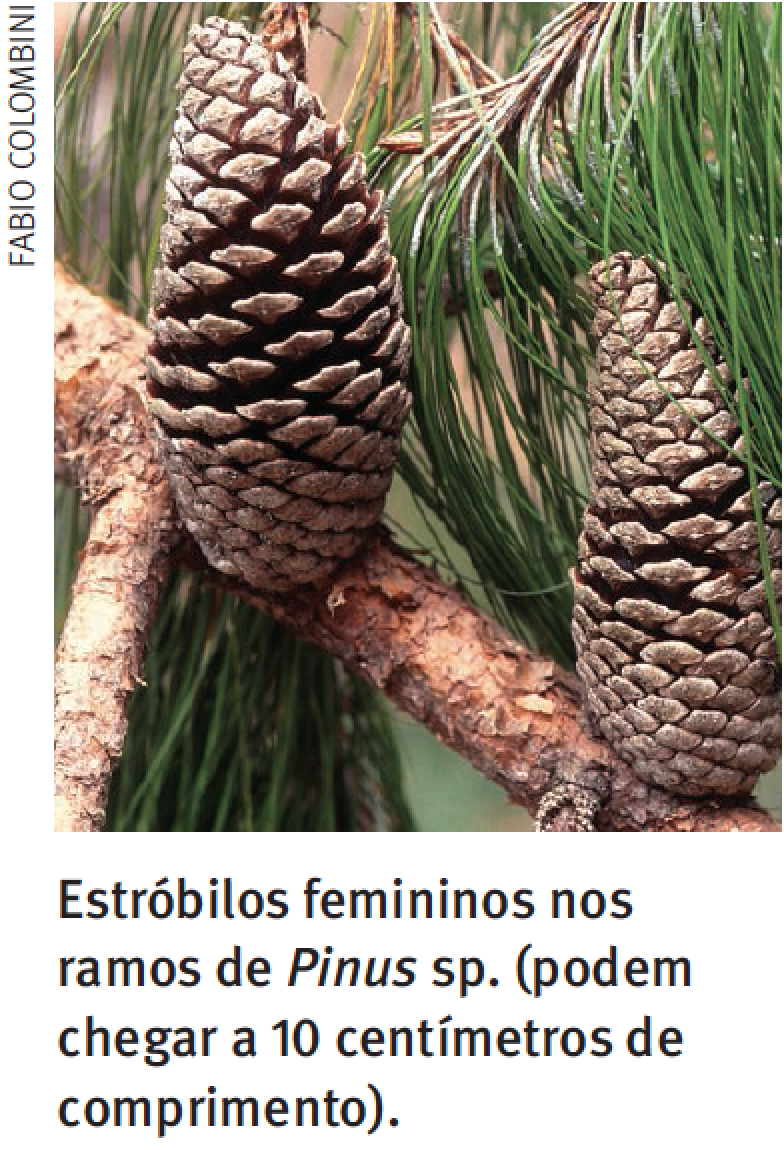 FABIO COLOMBINI
Estróbilos femininos nos
ramos de Pinus sp. (podem
chegar a 10 centímetros de
comprimento).